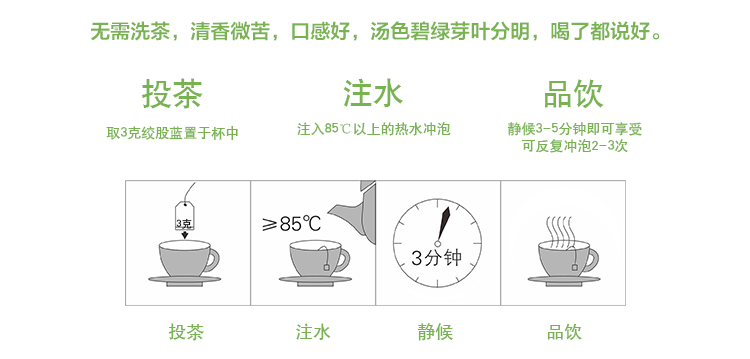 无需洗茶，清香微苦，口感好，汤色碧绿芽叶分明，喝了都说好。
投茶
注水
品饮
取3克绞股蓝置于杯中
注入85℃以上的热水冲泡
静候3-5分钟即可享受
可反复冲泡2-3次
3克
≥85℃
3分钟
投茶
注水
静候
品饮